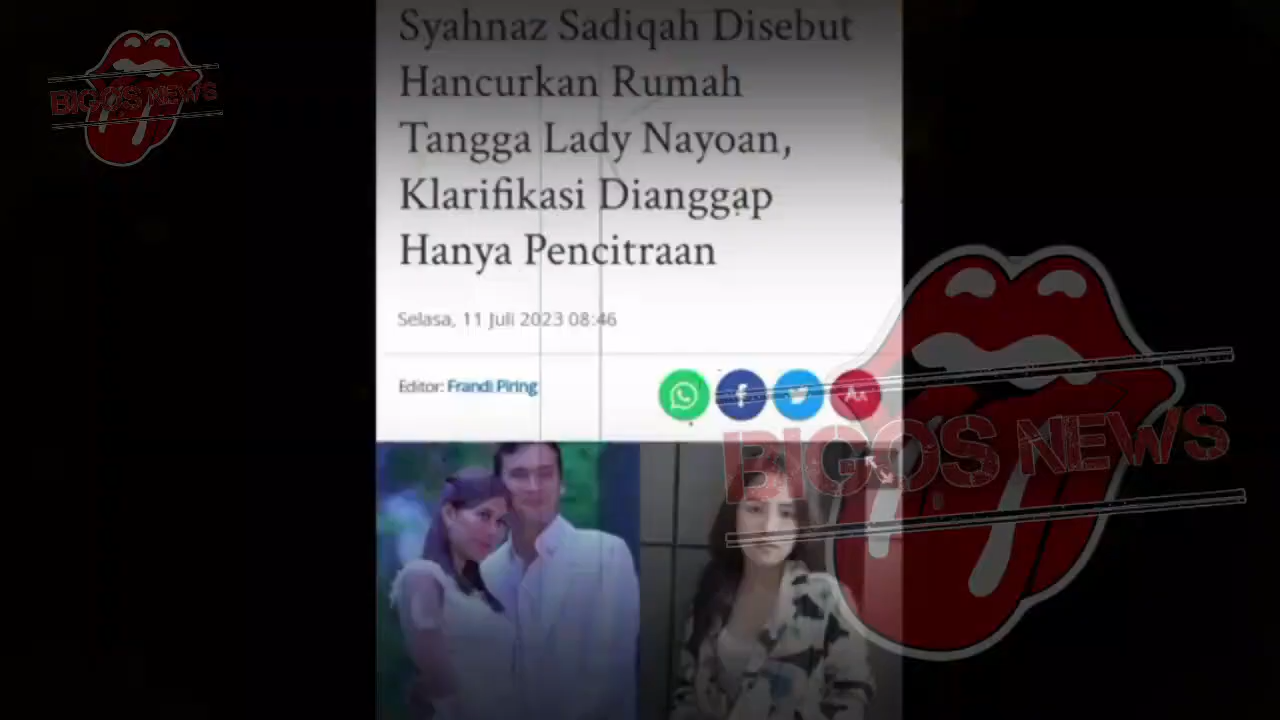 BIGOS NEWS
Syahnaz Sadiqah Disebut
Hancurkan Rumah
Tangga Lady Nayoan,
Klarifikasi Dianggap
Hanya Pencitraan
Selasa, 11 Juli 2023 08:46
Editor: Frandi Piring
AA
BIGOS NEWS